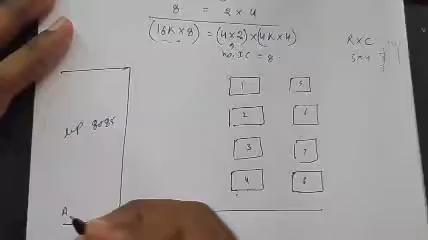 8 = 2 × 4
(16K × 8) = (4 × 2) × (4K × 4)
no. IC = 8
R × C
μP 8085
1 5
2 6
3 7
4 8
A